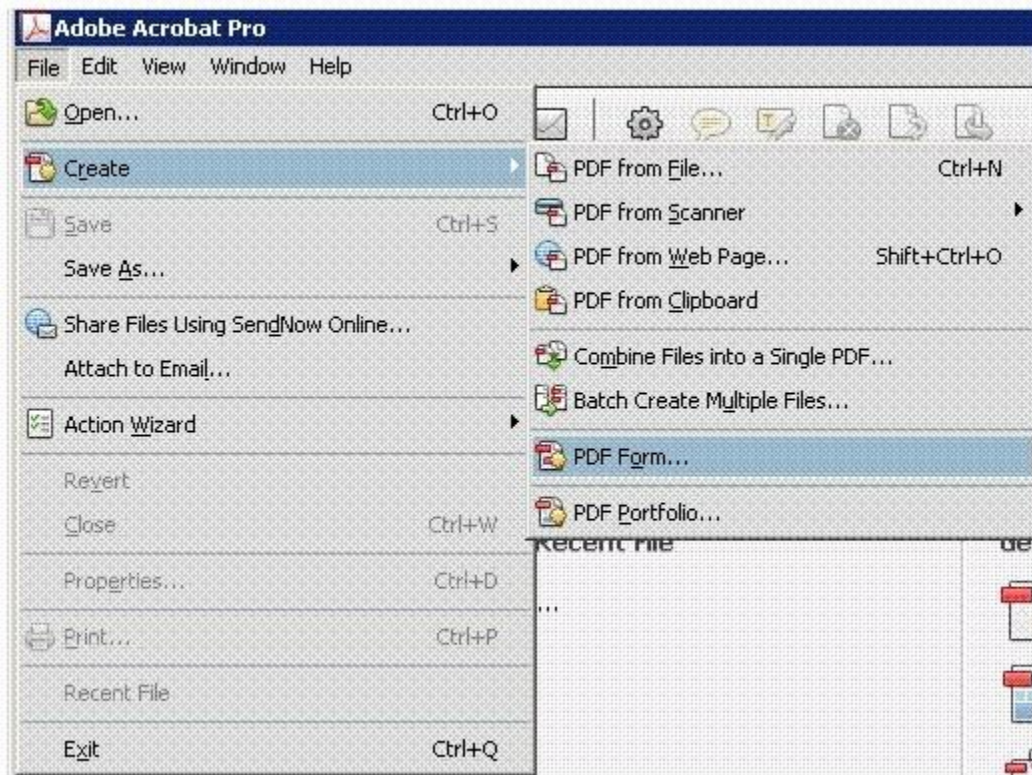 Adobe Acrobat Pro
File Edit View Window Help
Open... Ctrl+O
Create
Save Ctrl+S
Save As...
Share Files Using SendNow Online...
Attach to Email...
Action Wizard
Revert
Close Ctrl+W
Properties... Ctrl+D
Print... Ctrl+P
Recent File
Exit Ctrl+Q
PDF from File... Ctrl+N
PDF from Scanner
PDF from Web Page... Shift+Ctrl+O
PDF from Clipboard
Combine Files into a Single PDF...
Batch Create Multiple Files...
PDF Form...
PDF Portfolio...
Recent File
...